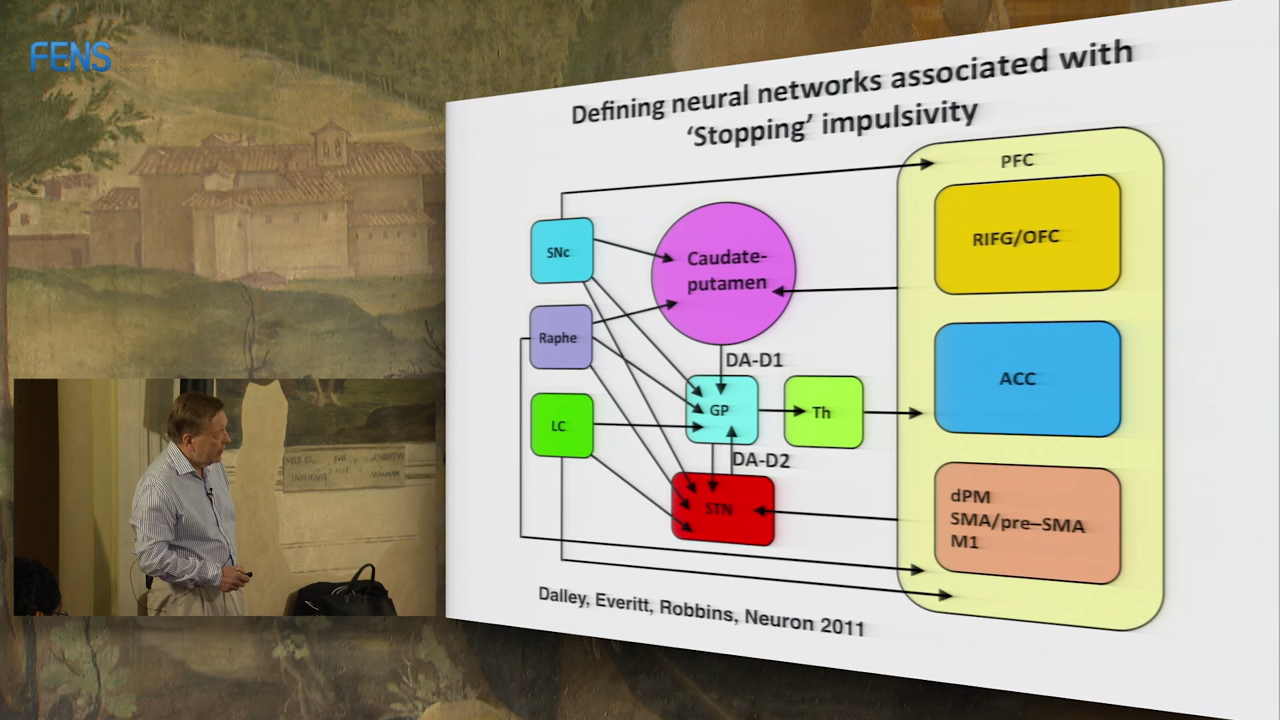 FENS
Defining neural networks associated with
‘Stopping’ impulsivity
PFC
SNc
Caudate-
putamen
RIFG/OFC
Raphe
DA-D1
ACC
LC
GP
Th
DA-D2
STN
dPM
SMA/pre–SMA
M1
Dalley, Everitt, Robbins, Neuron 2011